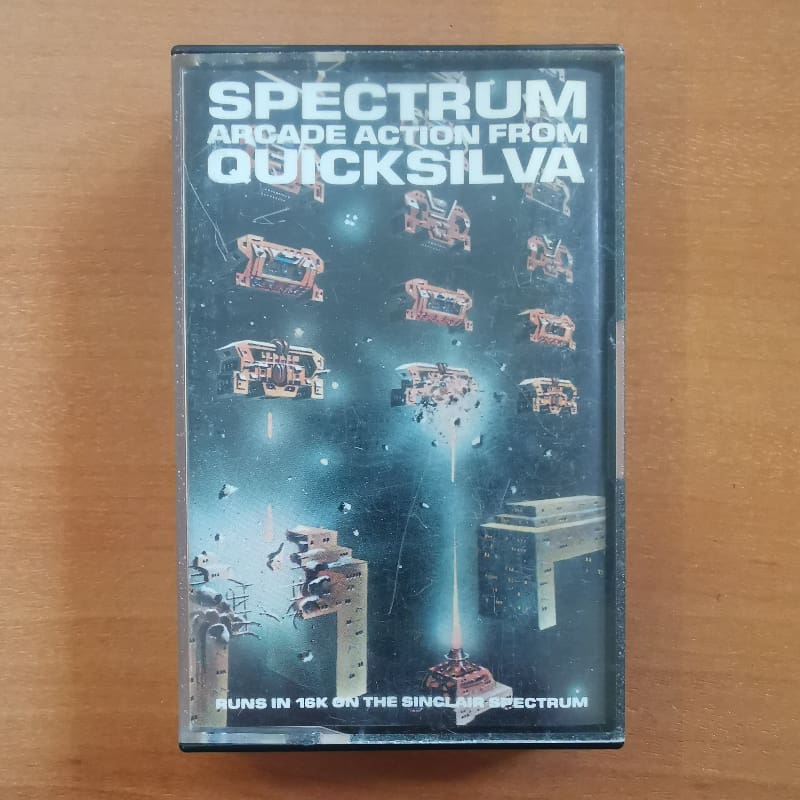 SPECTRUM
ARCADE ACTION FROM
QUICKSILVA
RUNS IN 16K ON THE SINCLAIR SPECTRUM